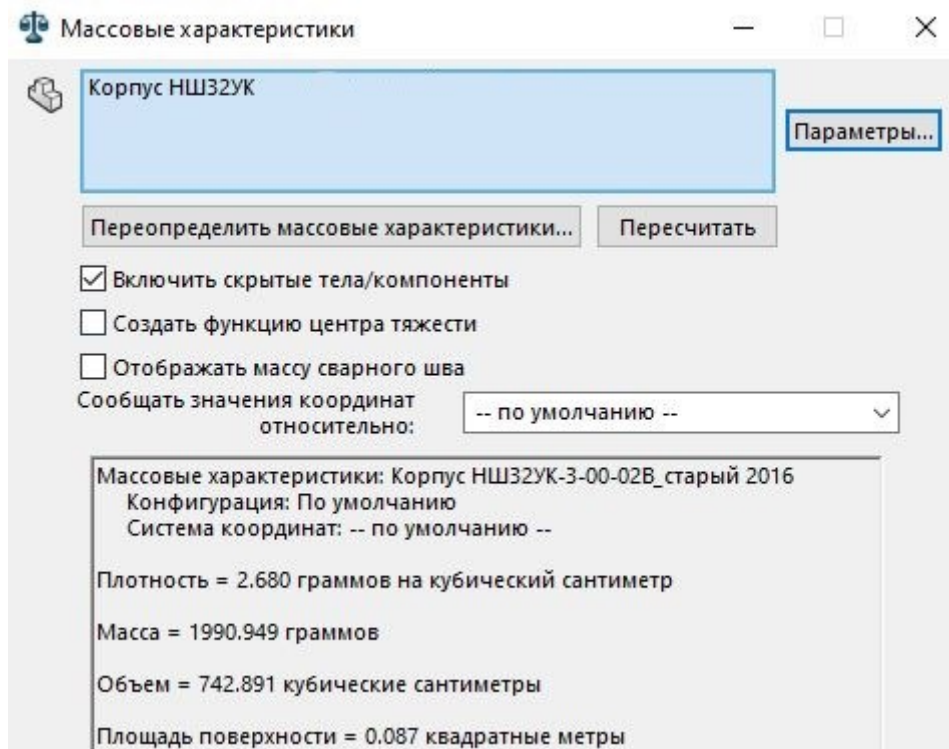 Массовые характеристики
Корпус НШ32УК
Параметры...
Переопределить массовые характеристики...
Пересчитать
Включить скрытые тела/компоненты
Создать функцию центра тяжести
Отображать массу сварного шва
Сообщать значения координат
относительно:
-- по умолчанию --
Массовые характеристики: Корпус НШ32УК-3-00-02В_старый 2016
Конфигурация: По умолчанию
Система координат: -- по умолчанию --
Плотность = 2.680 граммов на кубический сантиметр
Масса = 1990.949 граммов
Объем = 742.891 кубические сантиметры
Площадь поверхности = 0.087 квадратные метры